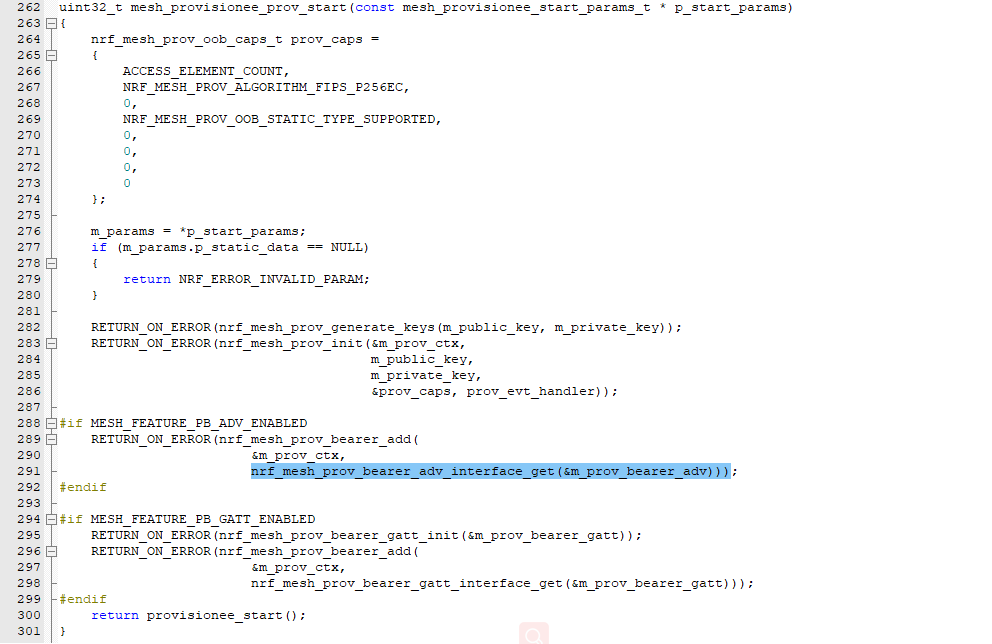 262 uint32_t mesh_provisionee_prov_start(const mesh_provisionee_start_params_t * p_start_params)
263 {
264     nrf_mesh_prov_oob_caps_t prov_caps =
265     {
266         ACCESS_ELEMENT_COUNT,
267         NRF_MESH_PROV_ALGORITHM_FIPS_P256EC,
268         0,
269         NRF_MESH_PROV_OOB_STATIC_TYPE_SUPPORTED,
270         0,
271         0,
272         0,
273         0
274     };
275
276     m_params = *p_start_params;
277     if (m_params.p_static_data == NULL)
278     {
279         return NRF_ERROR_INVALID_PARAM;
280     }
281
282     RETURN_ON_ERROR(nrf_mesh_prov_generate_keys(m_public_key, m_private_key));
283     RETURN_ON_ERROR(nrf_mesh_prov_init(&m_prov_ctx,
284                                        m_public_key,
285                                        m_private_key,
286                                        &prov_caps, prov_evt_handler));
287
288 #if MESH_FEATURE_PB_ADV_ENABLED
289     RETURN_ON_ERROR(nrf_mesh_prov_bearer_add(
290                         &m_prov_ctx,
291                         nrf_mesh_prov_bearer_adv_interface_get(&m_prov_bearer_adv)));
292 #endif
293
294 #if MESH_FEATURE_PB_GATT_ENABLED
295     RETURN_ON_ERROR(nrf_mesh_prov_bearer_gatt_init(&m_prov_bearer_gatt));
296     RETURN_ON_ERROR(nrf_mesh_prov_bearer_add(
297                         &m_prov_ctx,
298                         nrf_mesh_prov_bearer_gatt_interface_get(&m_prov_bearer_gatt)));
299 #endif
300     return provisionee_start();
301 }